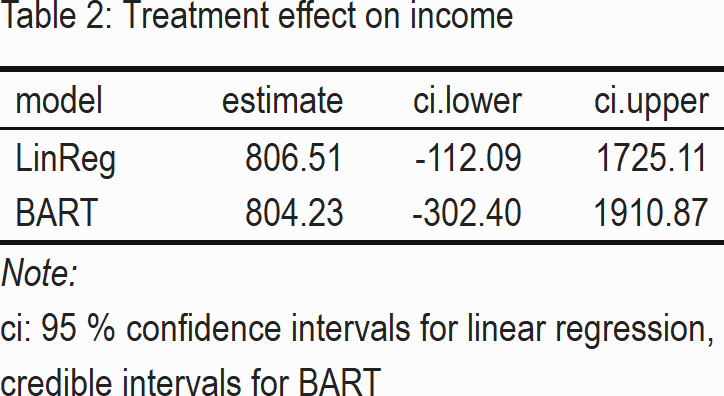 Table 2: Treatment effect on income
model estimate ci.lower ci.upper
LinReg 806.51 -112.09 1725.11
BART 804.23 -302.40 1910.87
Note:
ci: 95 % confidence intervals for linear regression,
credible intervals for BART